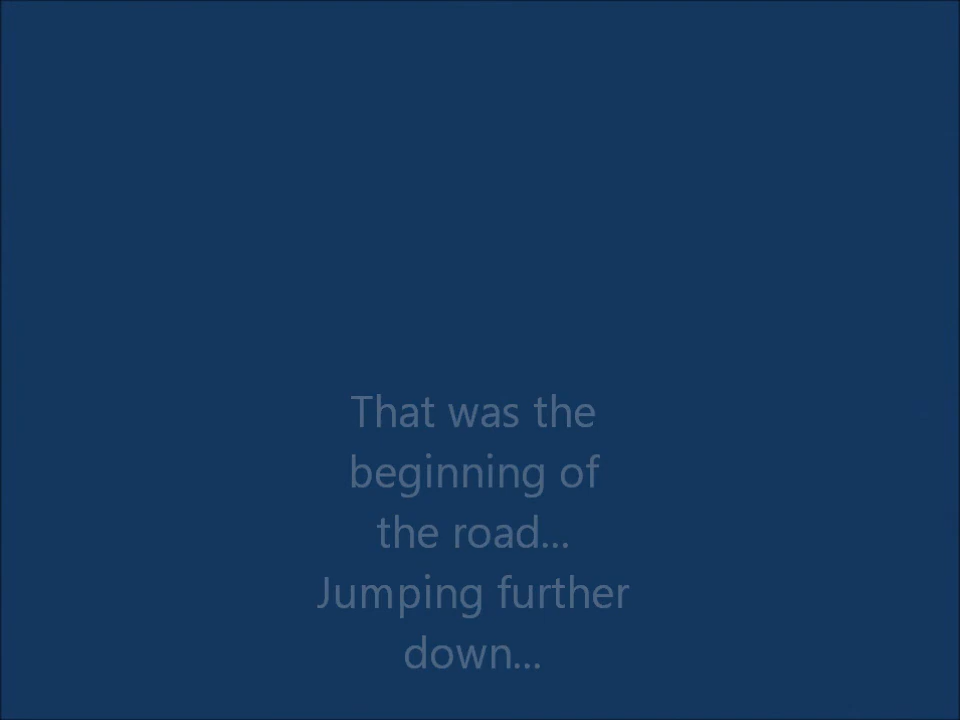 That was the
beginning of
the road...
Jumping further
down...